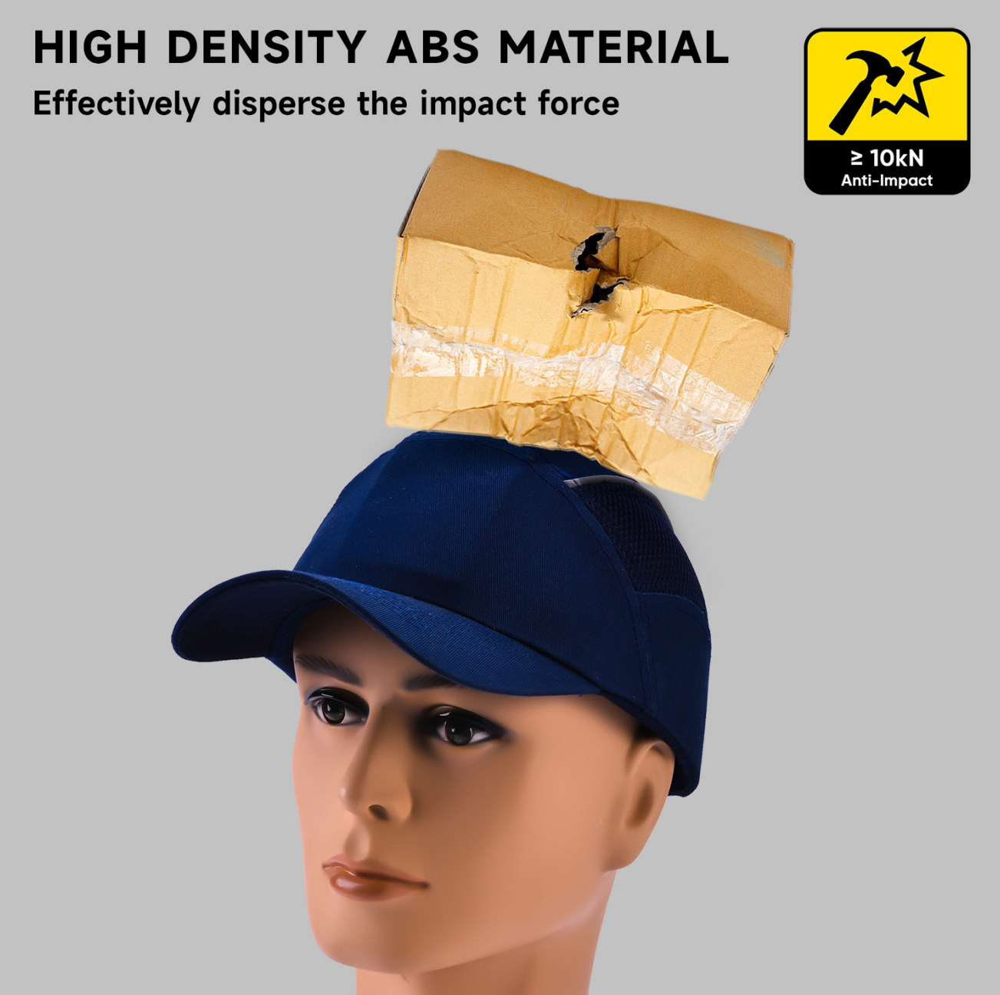 HIGH DENSITY ABS MATERIAL
Effectively disperse the impact force
≥ 10kN
Anti-Impact